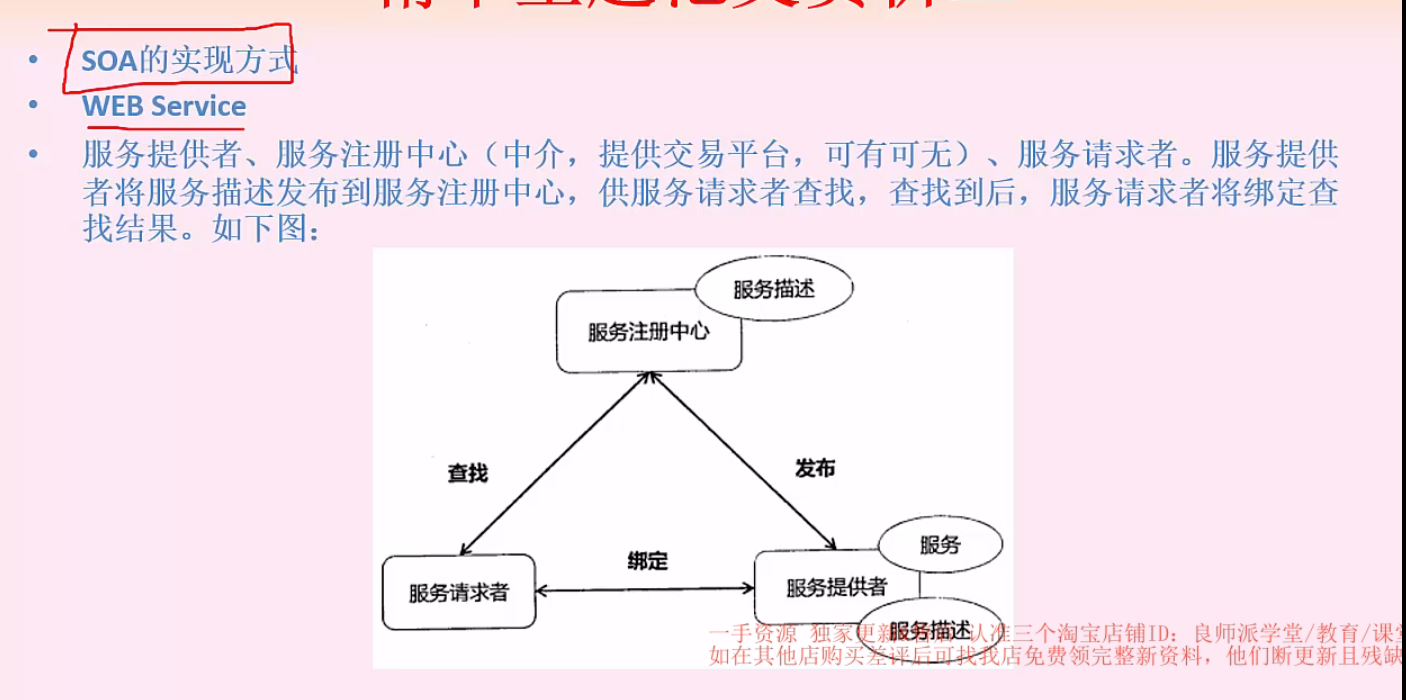 SOA的实现方式
WEB Service
服务提供者、服务注册中心（中介，提供交易平台，可有可无）、服务请求者。服务提供
者将服务描述发布到服务注册中心，供服务请求者查找，查找到后，服务请求者将绑定查
找结果。如下图：
服务描述
服务注册中心
查找
发布
服务
绑定
服务请求者
服务提供者
服务描述
一手资源 独家更新 认准三个淘宝店铺ID：良师派学堂/教育/课堂
如在其他店购买差评后可找我店免费领完整新资料，他们断更新且残缺